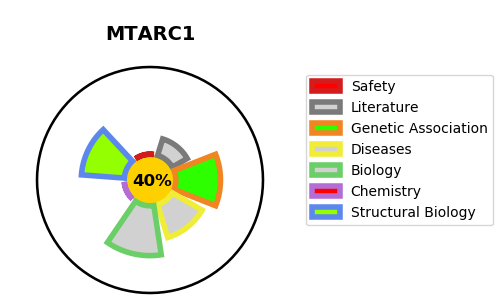 MTARC1
40%
Safety
Literature
Genetic Association
Diseases
Biology
Chemistry
Structural Biology